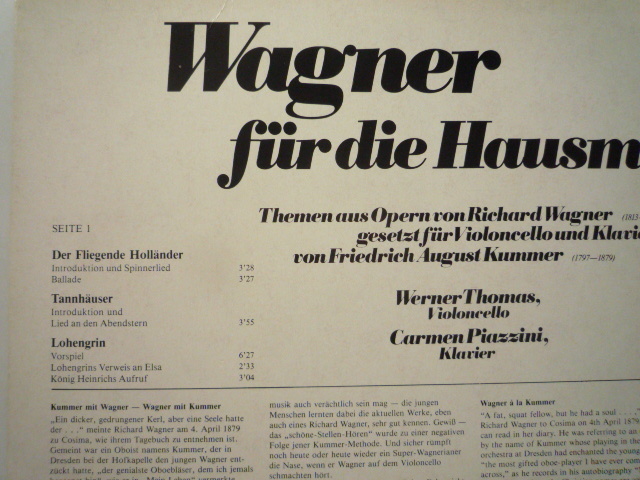 Wagner
für die Hausm
Themen aus Opern von Richard Wagner (1813
gesetzt für Violoncello und Klavie
von Friedrich August Kummer (1797—1879)
Werner Thomas,
Violoncello
Carmen Piazzini,
Klavier
SEITE 1
Der Fliegende Holländer
Introduktion und Spinnerlied 3'28
Ballade 3'27
Tannhäuser
Introduktion und
Lied an den Abendstern 3'55
Lohengrin
Vorspiel 6'27
Lohengrins Verweis an Elsa 2'33
König Heinrichs Aufruf 3'04
Kummer mit Wagner — Wagner mit Kummer
„Ein dicker, gedrungener Kerl, aber eine Seele hatte
der . . .“ meinte Richard Wagner am 4. April 1879
zu Cosima, wie ihrem Tagebuch zu entnehmen ist.
Gemeint war ein Oboist namens Kummer, der in
Dresden bei der Hofkapelle den jungen Wagner ent-
zückt hatte, „der genialste Oboebläser, dem ich jemals
musik auch verächtlich sein mag — die jungen
Menschen lernten dabei die aktuellen Werke, eben
auch eines Richard Wagner, sehr gut kennen. Gewiß —
das „schöne-Stellen-Hören“ wurde zu einer negativen
Folge jener Kummer-Methode. Und sicher rümpft
noch heute oder heute wieder ein Super-Wagnerianer
die Nase, wenn er Wagner auf dem Violoncello
schmachten hört.
Wagner à la Kummer
“A fat, squat fellow, but he had a soul . . . .”
Richard Wagner to Cosima on 4th April 1879
can read in her diary. He was referring to an
by the name of Kummer whose playing in the
orchestra at Dresden had enchanted the young
“the most gifted oboe-player I have ever com
across,” as he records in his autobiography “M